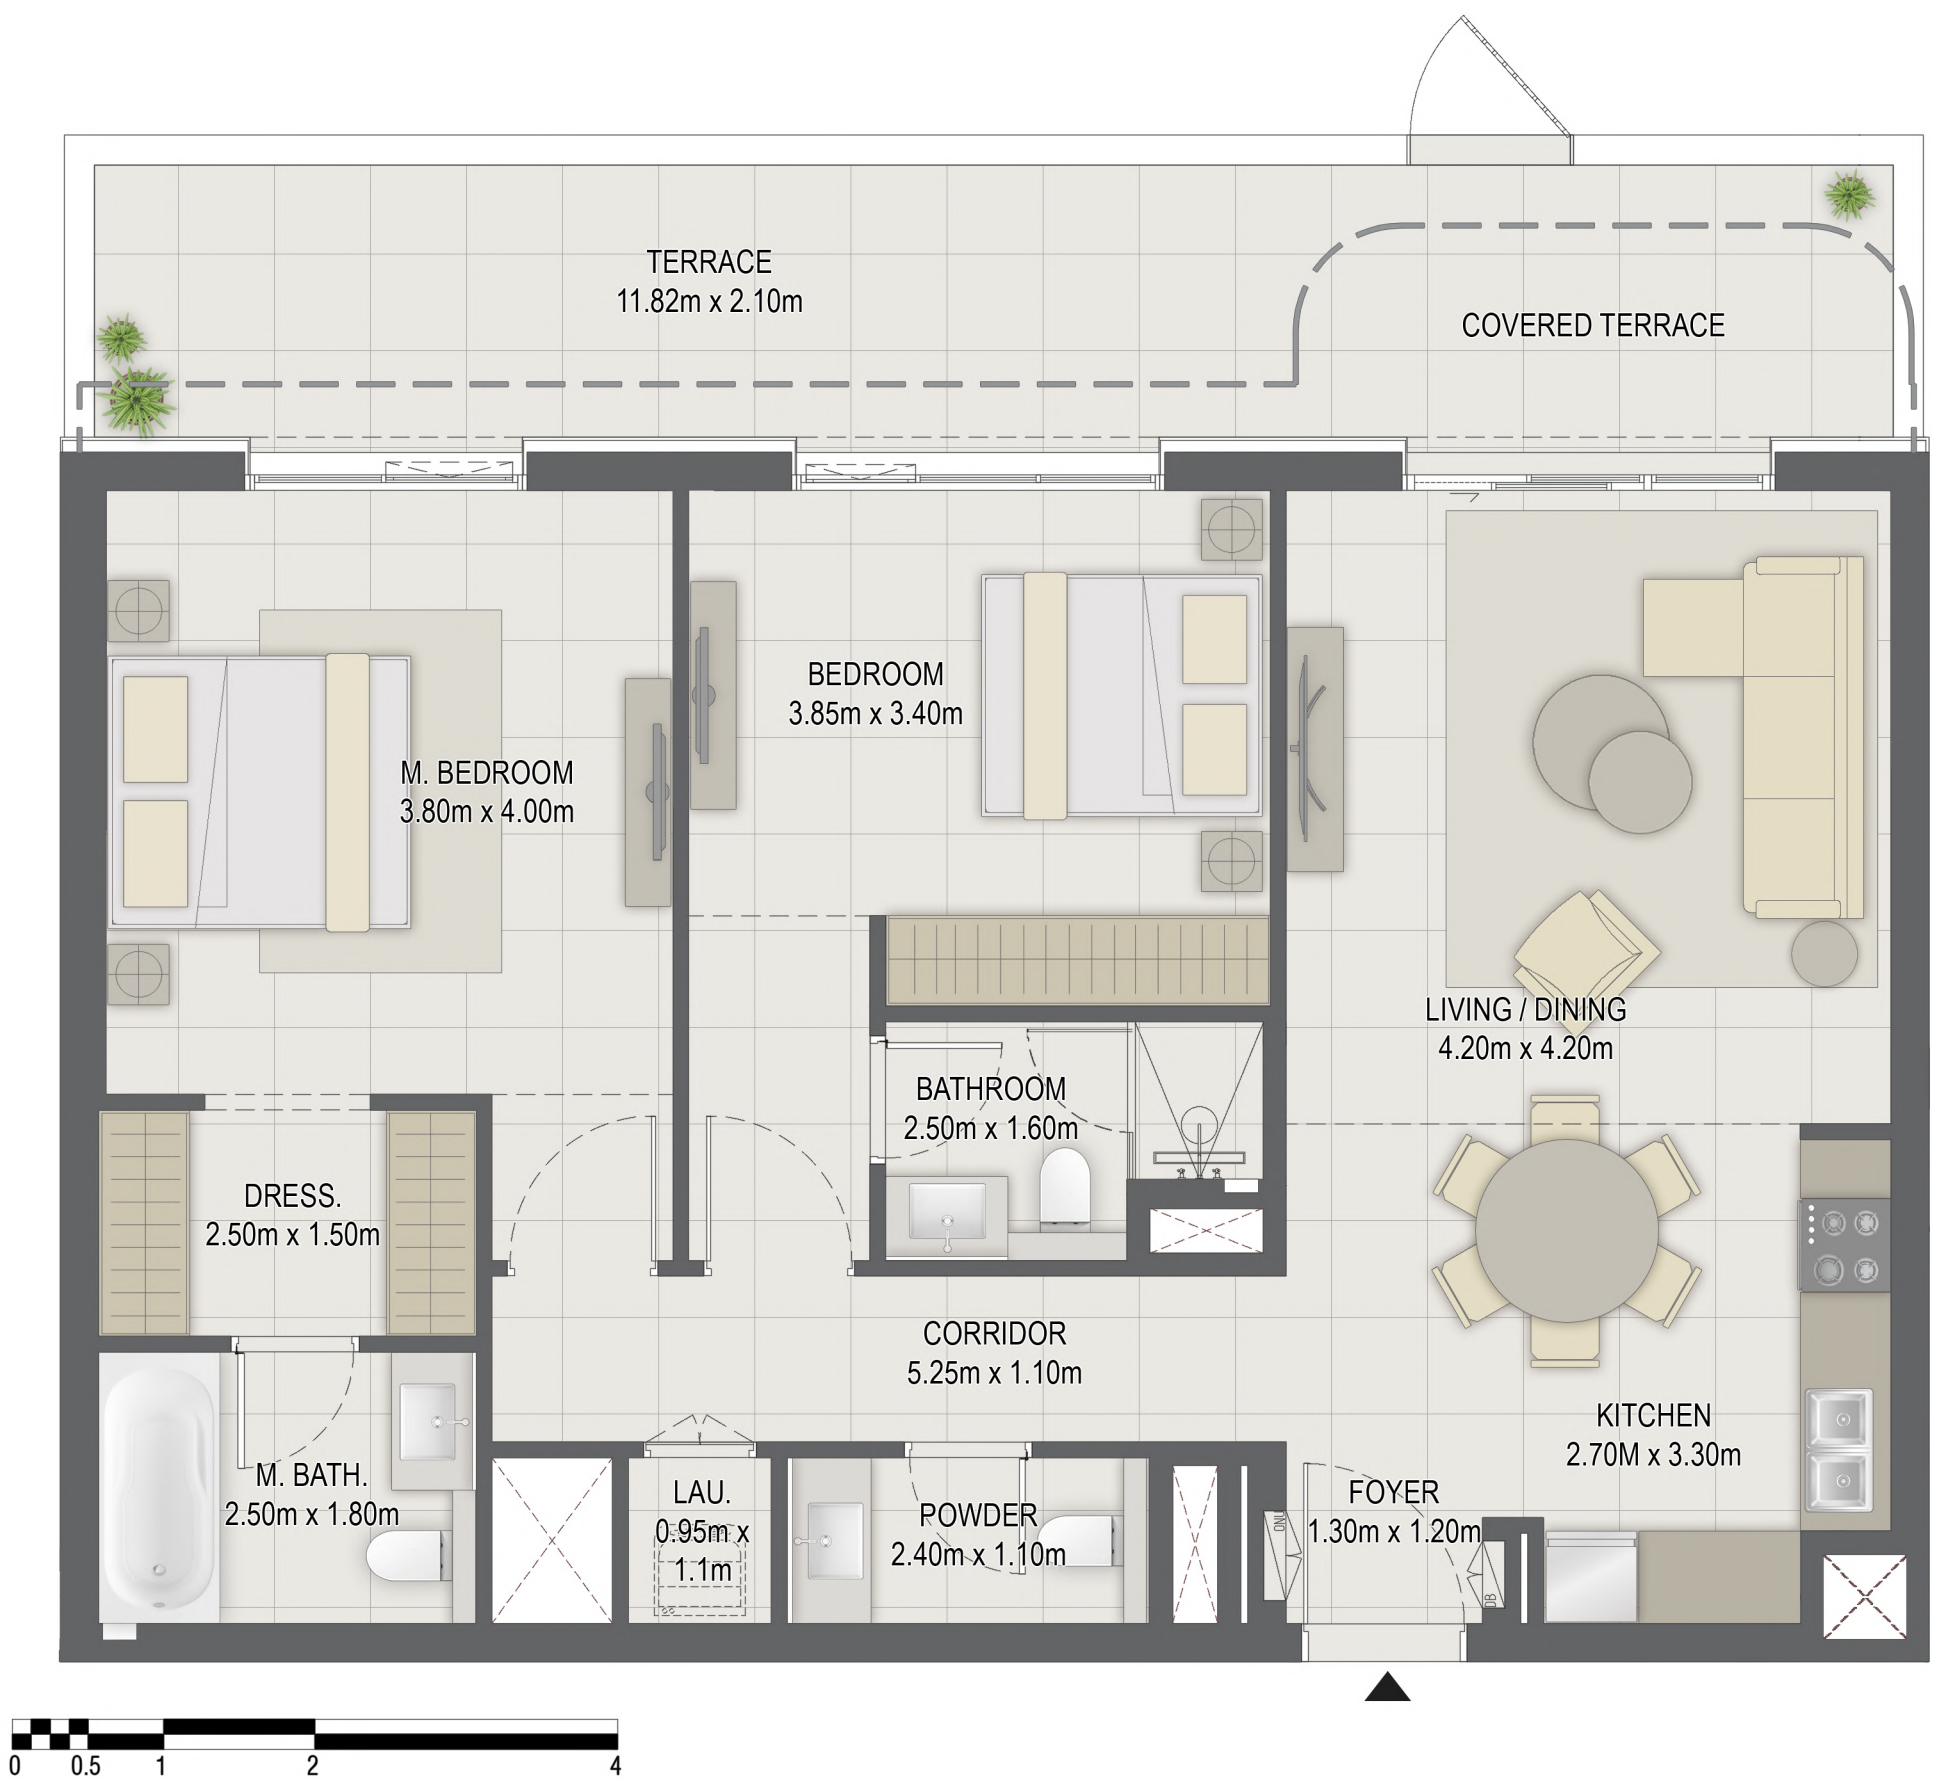 TERRACE
11.82m x 2.10m
COVERED TERRACE
BEDROOM
3.85m x 3.40m
M. BEDROOM
3.80m x 4.00m
LIVING / DINING
4.20m x 4.20m
BATHROOM
2.50m x 1.60m
DRESS.
2.50m x 1.50m
CORRIDOR
5.25m x 1.10m
KITCHEN
2.70M x 3.30m
M. BATH.
2.50m x 1.80m
LAU.
0.95m x
1.1m
POWDER
2.40m x 1.10m
FOYER
1.30m x 1.20m
ONU
DB
0 0.5 1 2 4